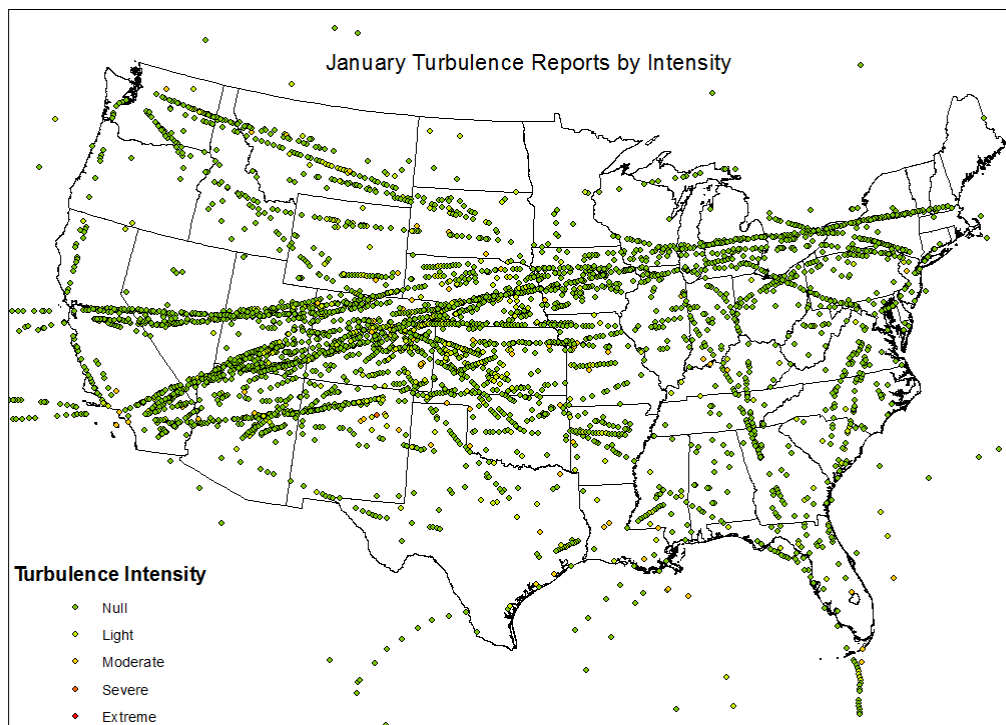 January Turbulence Reports by Intensity
Turbulence Intensity
Null
Light
Moderate
Severe
Extreme